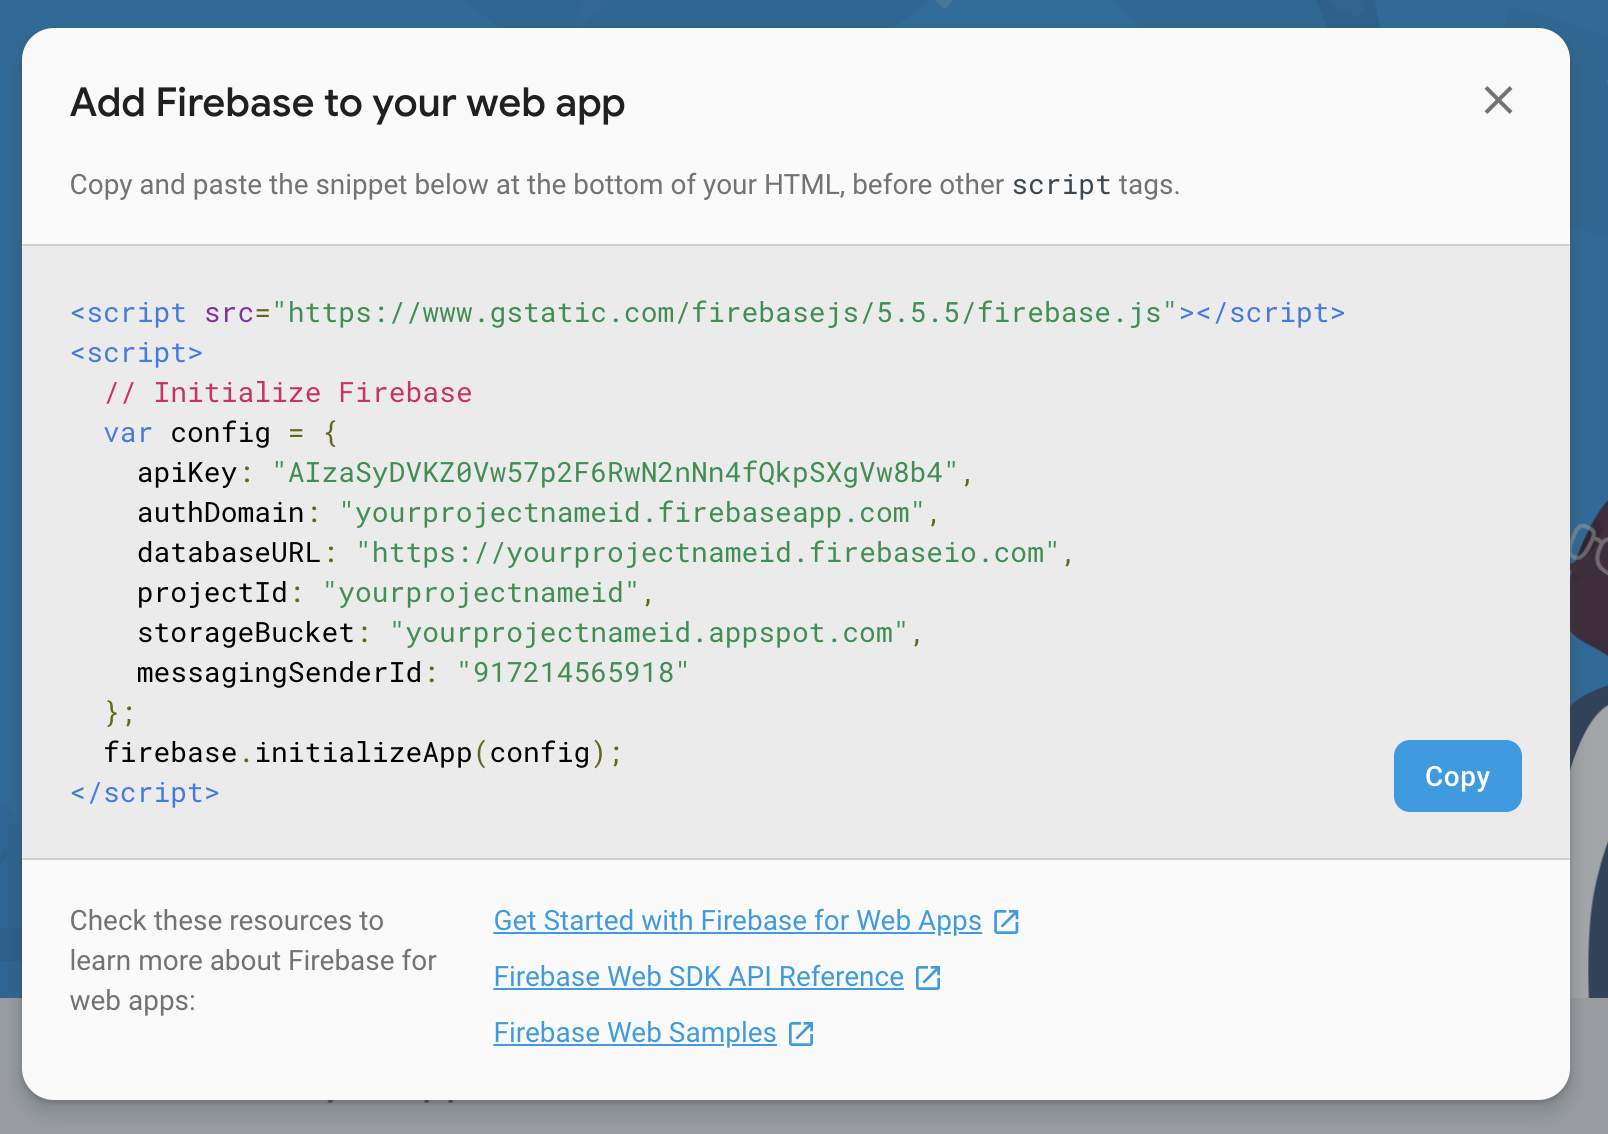 Add Firebase to your web app
Copy and paste the snippet below at the bottom of your HTML, before other script tags.
<script src="https://www.gstatic.com/firebasejs/5.5.5/firebase.js"></script>
<script>
  // Initialize Firebase
  var config = {
    apiKey: "AIzaSyDVKZ0Vw57p2F6RwN2nNn4fQkpSXgVw8b4",
    authDomain: "yourprojectnameid.firebaseapp.com",
    databaseURL: "https://yourprojectnameid.firebaseio.com",
    projectId: "yourprojectnameid",
    storageBucket: "yourprojectnameid.appspot.com",
    messagingSenderId: "917214565918"
  };
  firebase.initializeApp(config);
</script>
Copy
Check these resources to
learn more about Firebase for
web apps:
Get Started with Firebase for Web Apps
Firebase Web SDK API Reference
Firebase Web Samples